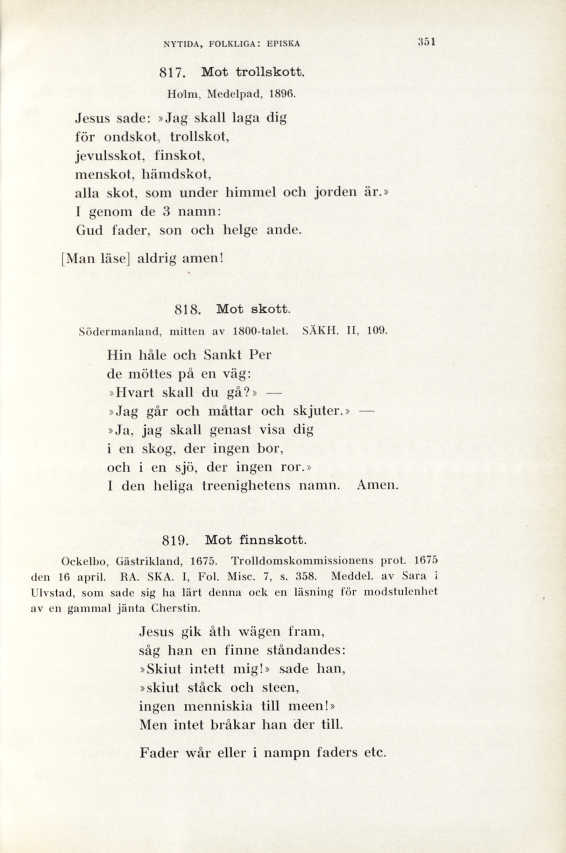 NYTIDA, FOLKLIGA: EPISKA 351
817. Mot trollskott.
Holm, Medelpad, 1896.
Jesus sade: »Jag skall laga dig
för ondskot, trollskot,
jevulsskot, finskot,
menskot, hämdskot,
alla skot, som under himmel och jorden är.»
I genom de 3 namn:
Gud fader, son och helge ande.
[Man läse] aldrig amen!
818. Mot skott.
Södermanland, mitten av 1800-talet. SÄKH. II, 109.
Hin håle och Sankt Per
de möttes på en väg:
»Hvart skall du gå?» —
»Jag går och måttar och skjuter.» —
»Ja, jag skall genast visa dig
i en skog, der ingen bor,
och i en sjö, der ingen ror.»
I den heliga treenighetens namn. Amen.
819. Mot finnskott.
Ockelbo, Gästrikland, 1675. Trolldomskommissionens prot. 1675
den 16 april. RA. SKA. I, Fol. Misc. 7, s. 358. Meddel. av Sara i
Ulvstad, som sade sig ha lärt denna ock en läsning för modstulenhet
av en gammal jänta Cherstin.
Jesus gik åth wägen fram,
såg han en finne ståndandes:
»Skiut intett mig!» sade han,
»skiut ståck och steen,
ingen menniskia till meen!»
Men intet bråkar han der till.
Fader wår eller i nampn faders etc.